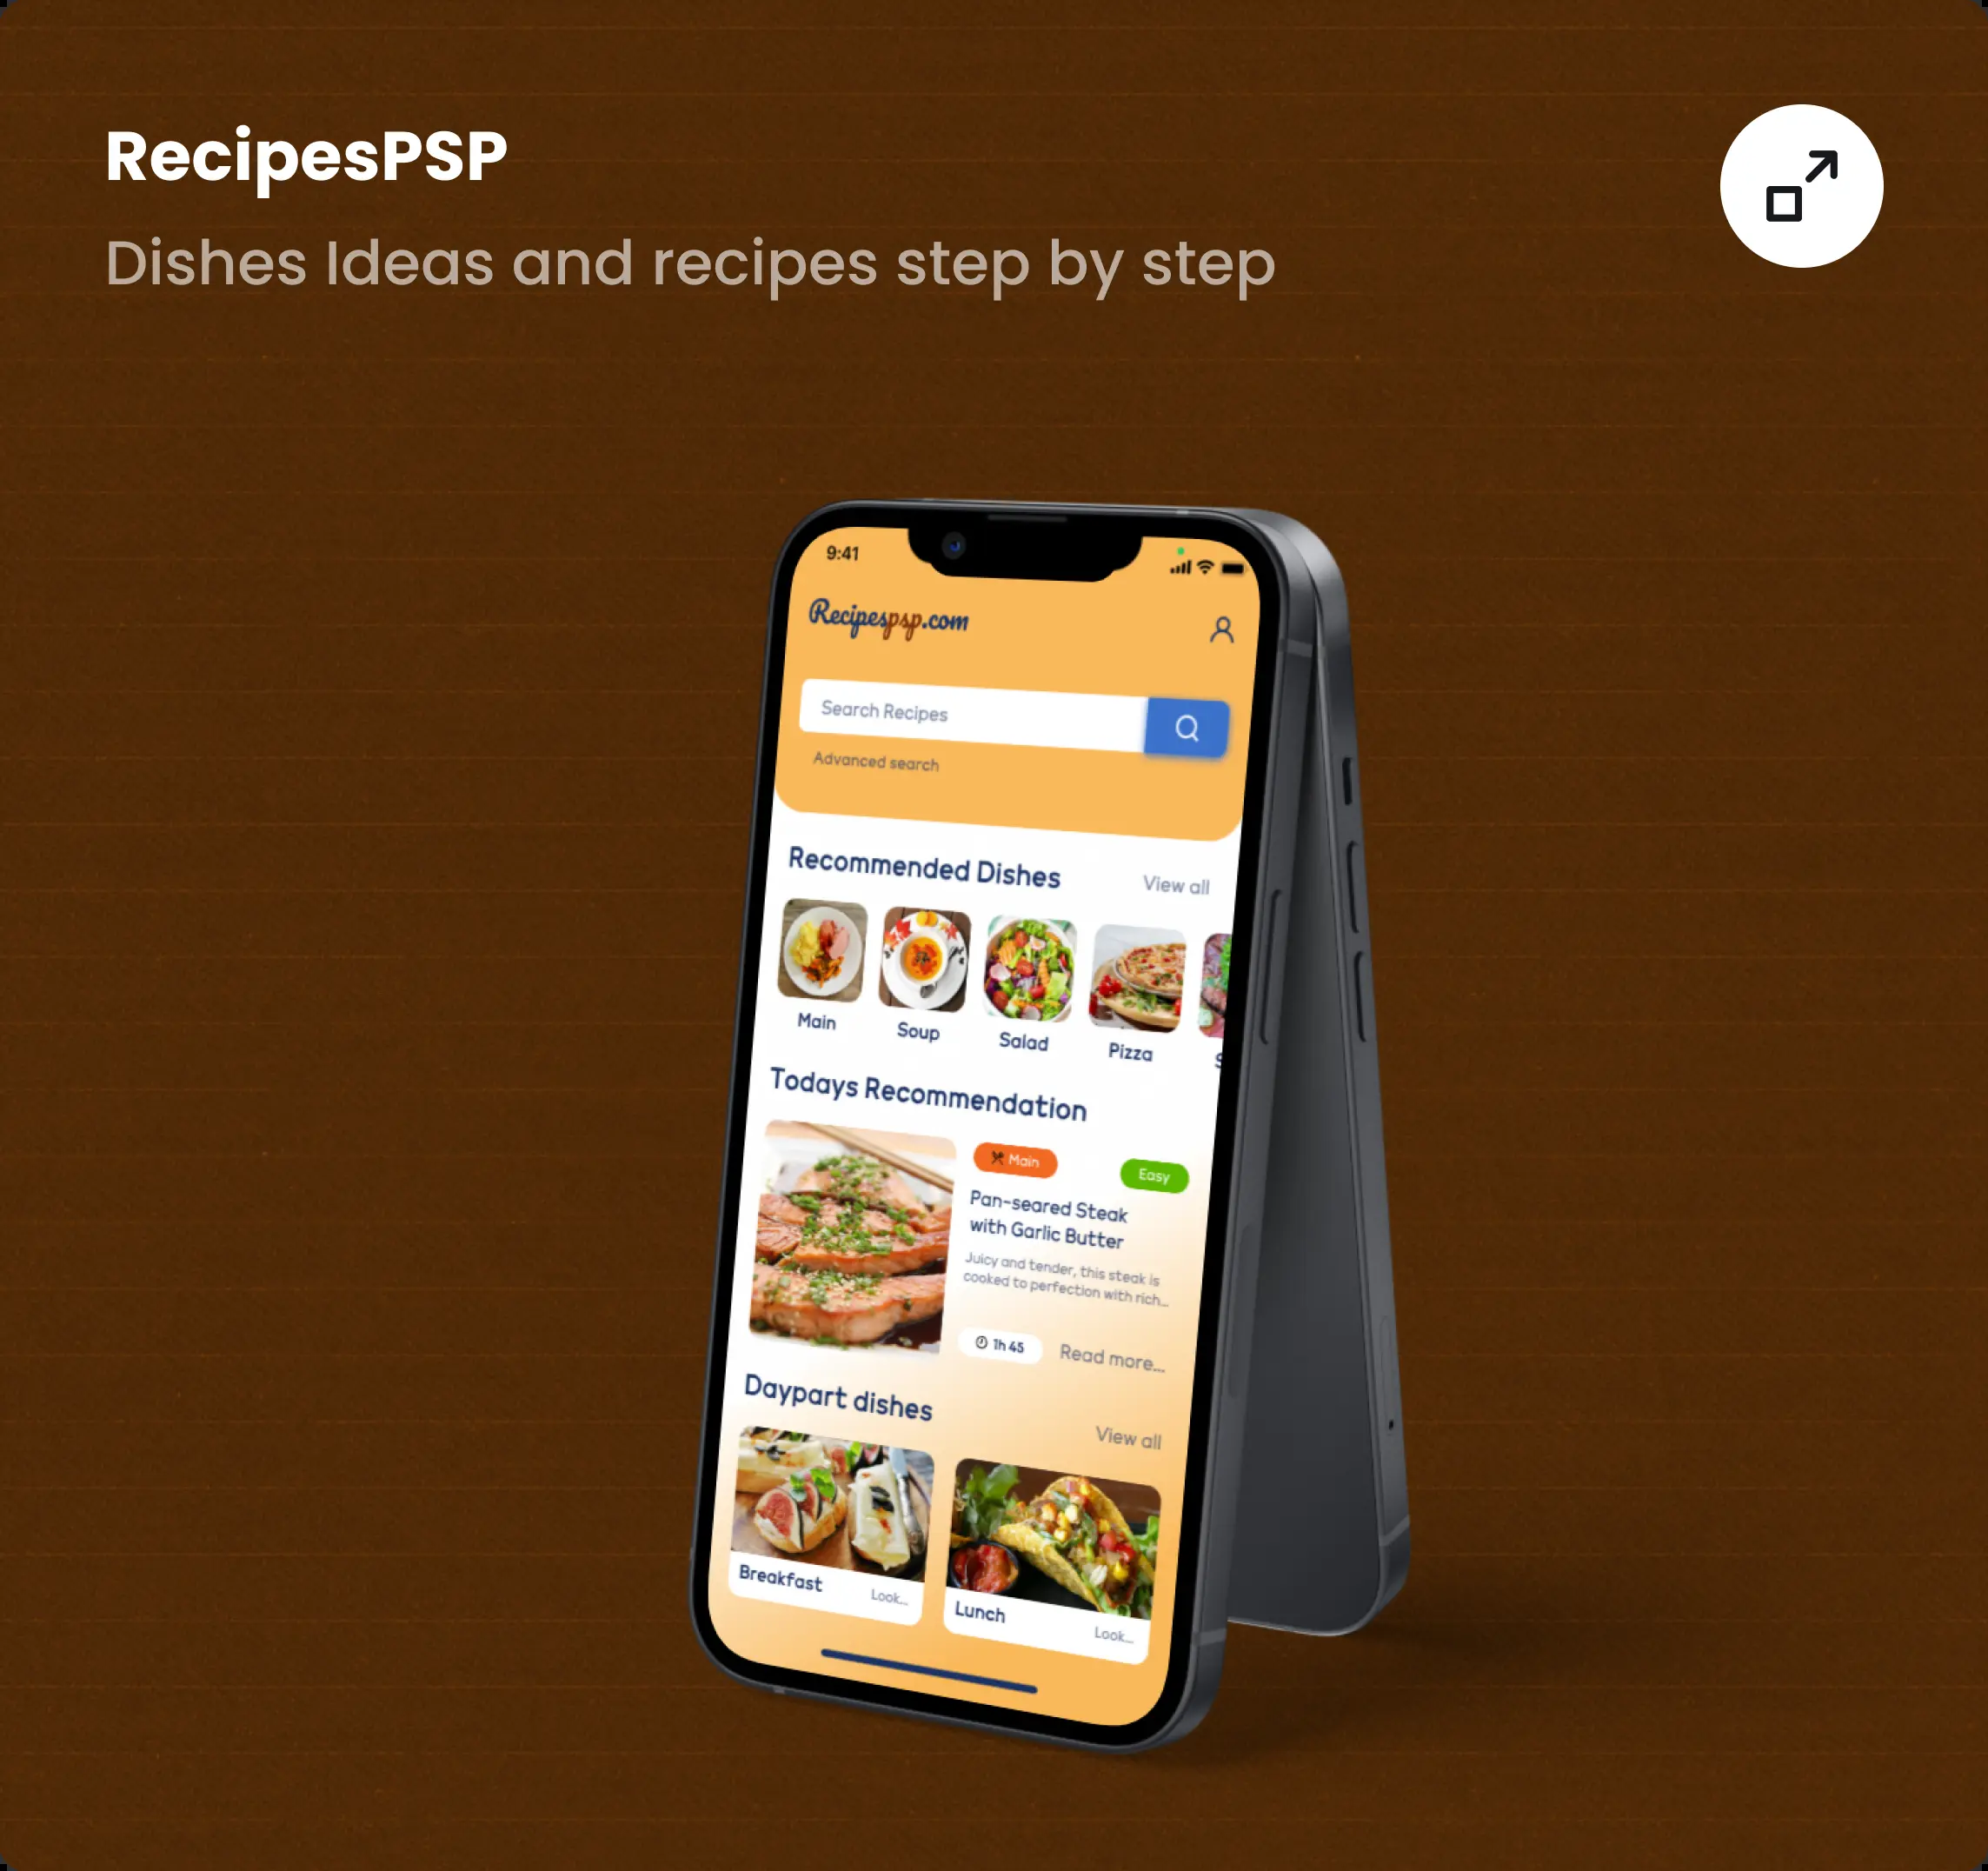 RecipesPSP
Dishes Ideas and recipes step by step
9:41
Recipespsp.com
Search Recipes
Advanced search
Recommended Dishes
View all
Main
Soup
Salad
Pizza
S
Todays Recommendation
Main
Easy
Pan-seared Steak
with Garlic Butter
Juicy and tender, this steak is
cooked to perfection with rich...
1h 45
Read more...
Daypart dishes
View all
Breakfast
Look...
Lunch
Look...